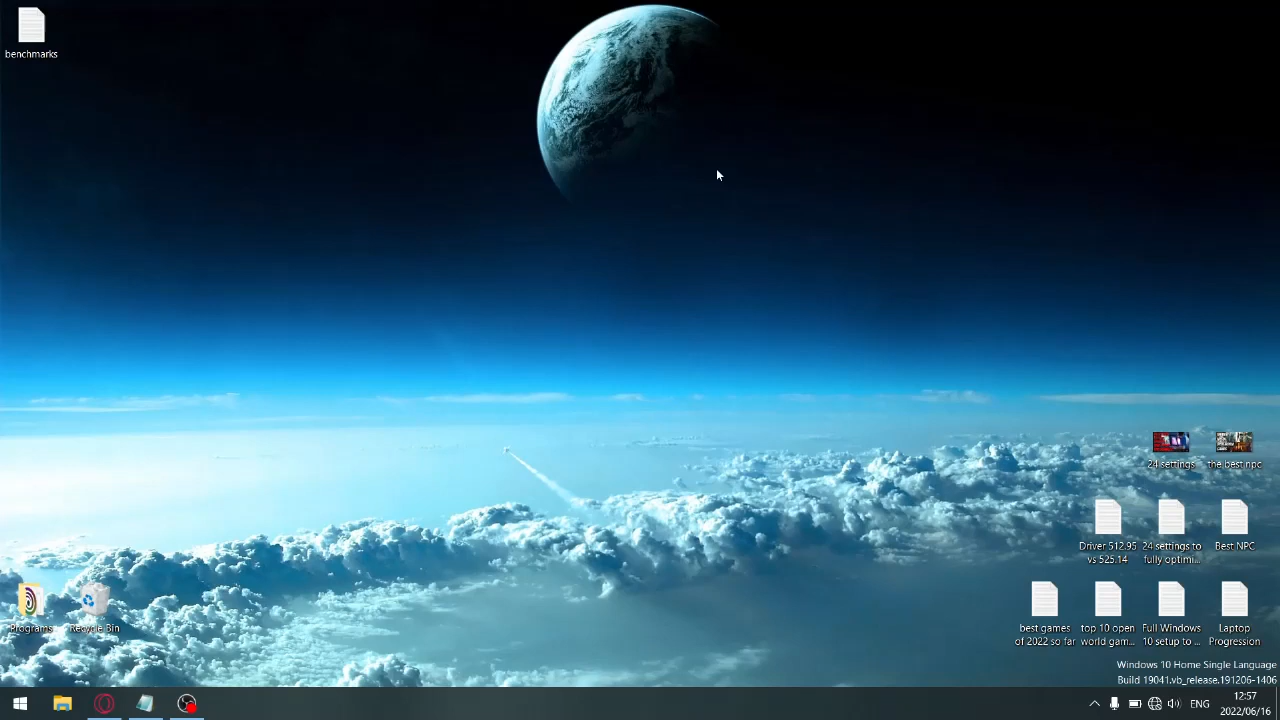 benchmarks
24 settings
the best npc
Driver 512.95
vs 525.14
24 settings to
fully optimi...
Best NPC
Programs
Recycle Bin
best games
of 2022 so far
top 10 open
world gam...
Full Windows
10 setup to ...
Laptop
Progression
Windows 10 Home Single Language
Build 19041.vb_release.191206-1406
ENG
12:57
2022/06/16